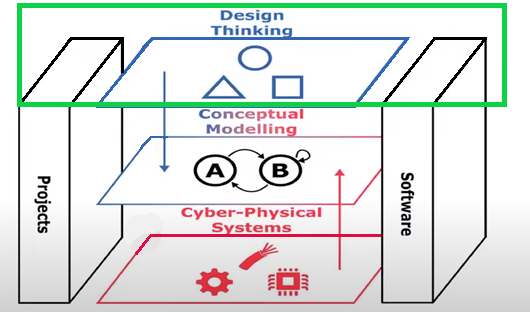 Design
Thinking
Conceptual
Modelling
A
B
Cyber-Physical
Systems
Projects
Software